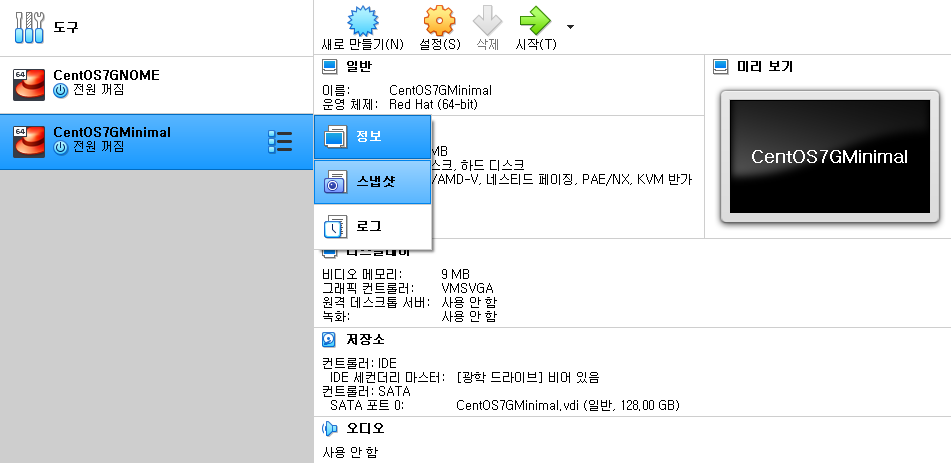 도구
새로 만들기(N)
설정(S)
삭제
시작(T)
64
CentOS7GNOME
전원 꺼짐
64
CentOS7GMinimal
전원 꺼짐
일반
이름: CentOS7GMinimal
운영 체제: Red Hat (64-bit)
미리 보기
CentOS7GMinimal
정보
스냅샷
로그
MB
스크, 하드 디스크
/AMD-V, 네스티드 페이징, PAE/NX, KVM 반가
디스플레이
비디오 메모리: 9 MB
그래픽 컨트롤러: VMSVGA
원격 데스크톱 서버: 사용 안 함
녹화: 사용 안 함
저장소
컨트롤러: IDE
IDE 세컨더리 마스터: [광학 드라이브] 비어 있음
컨트롤러: SATA
SATA 포트 0: CentOS7GMinimal.vdi (일반, 128.00 GB)
오디오
사용 안 함